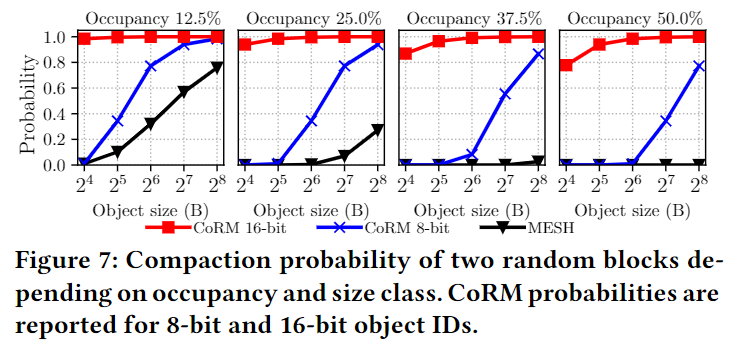 Occupancy 12.5% Occupancy 25.0% Occupancy 37.5% Occupancy 50.0%
Probability
1.0
0.8
0.6
0.4
0.2
0.0
2^4 2^5 2^6 2^7 2^8 2^4 2^5 2^6 2^7 2^8 2^4 2^5 2^6 2^7 2^8 2^4 2^5 2^6 2^7 2^8
Object size (B) Object size (B) Object size (B) Object size (B)
CoRM 16-bit CoRM 8-bit MESH
Figure 7: Compaction probability of two random blocks de-
pending on occupancy and size class. CoRM probabilities are
reported for 8-bit and 16-bit object IDs.